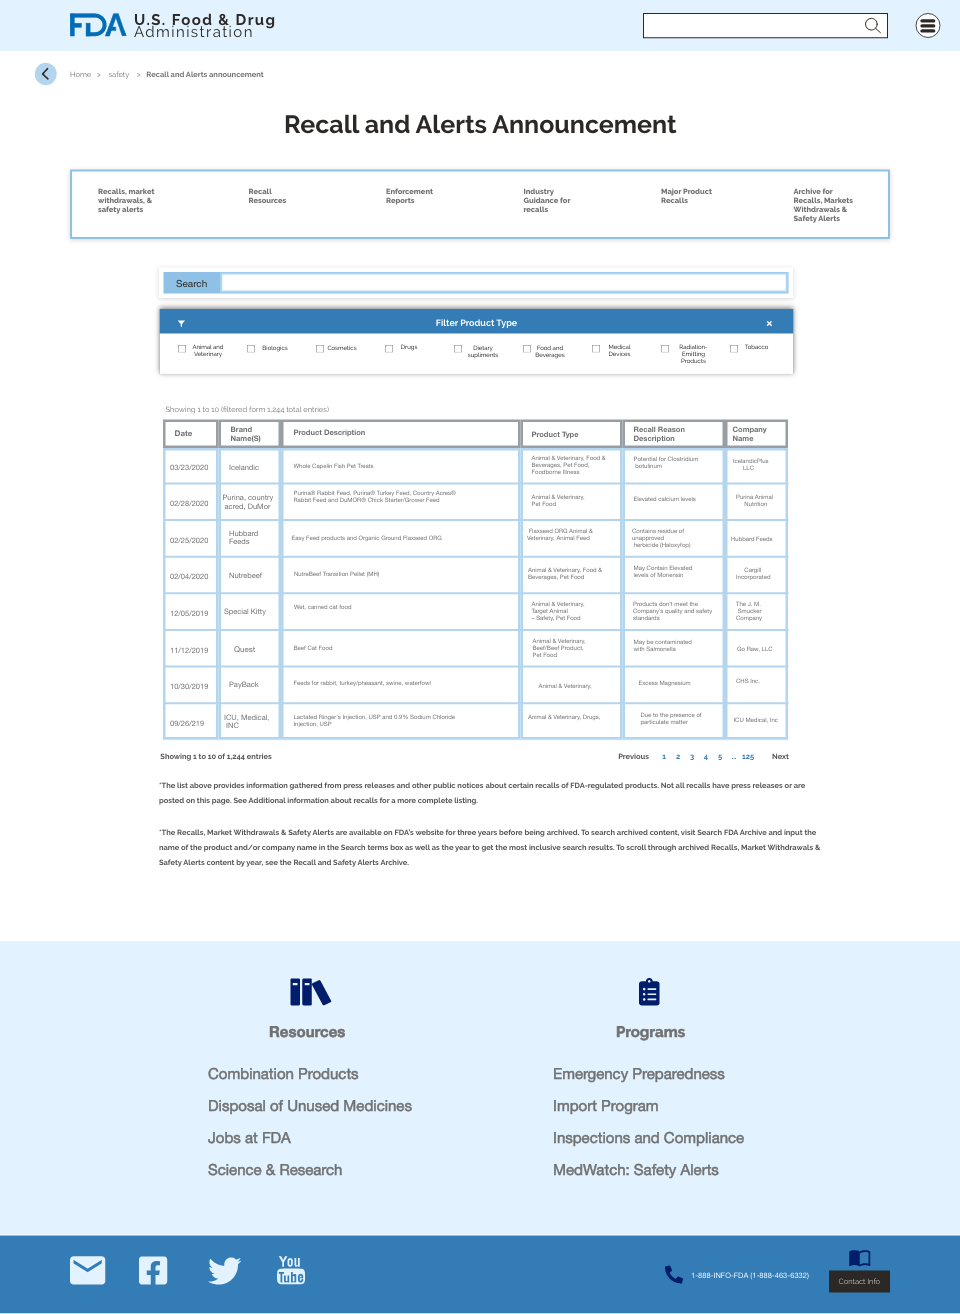 FDA U.S. Food & Drug
Administration
Home > safety > Recall and Alerts announcement
Recall and Alerts Announcement
Recalls, market
withdrawals, &
safety alerts
Recall
Resources
Enforcement
Reports
Industry
Guidance for
recalls
Major Product
Recalls
Archive for
Recalls, Markets
Withdrawals &
Safety Alerts
Search
Filter Product Type ×
Animal and
Veterinary
Biologics
Cosmetics
Drugs
Dietary
supliments
Food and
Beverages
Medical
Devices
Radiation-
Emitting
Products
Tobacco
Showing 1 to 10 (filtered form 1,244 total entries)
Date
Brand
Name(S)
Product Description
Product Type
Recall Reason
Description
Company
Name
03/23/2020
Icelandic
Whole Capelin Fish Pet Treats
Animal & Veterinary, Food &
Beverages, Pet Food,
Foodborne Illness
Potential for Clostridium
botulinum
IcelandicPlus
LLC
02/28/2020
Purina, country
acred, DuMor
Purina® Rabbit Feed, Purina® Turkey Feed, Country Acres®
Rabbit Feed and DuMOR® Chick Starter/Grower Feed
Animal & Veterinary,
Pet Food
Elevated calcium levels
Purina Animal
Nutrition
02/25/2020
Hubbard
Feeds
Easy Feed products and Organic Ground Flaxseed ORG
Flaxseed ORG Animal &
Veterinary, Animal Feed
Contains residue of
unapproved
herbicide (Haloxyfop)
Hubbard Feeds
02/04/2020
Nutrebeef
NutreBeef Transition Pellet (MH)
Animal & Veterinary, Food &
Beverages, Pet Food
May Contain Elevated
levels of Monensin
Cargill
Incorporated
12/05/2019
Special Kitty
Wet, canned cat food
Animal & Veterinary,
Target Animal
– Safety, Pet Food
Products don't meet the
Company's quality and safety
standards
The J. M.
Smucker
Company
11/12/2019
Quest
Beef Cat Food
Animal & Veterinary,
Beef/Beef Product,
Pet Food
May be contaminated
with Salmonella
Go Raw, LLC
10/30/2019
PayBack
Feeds for rabbit, turkey/pheasant, swine, waterfowl
Animal & Veterinary,
Excess Magnesium
CHS Inc.
09/26/219
ICU, Medical,
INC
Lactated Ringer's Injection, USP and 0.9% Sodium Chloride
Injection, USP
Animal & Veterinary, Drugs,
Due to the presence of
particulate matter
ICU Medical, Inc
Showing 1 to 10 of 1,244 entries
Previous 1 2 3 4 5 ... 125 Next
*The list above provides information gathered from press releases and other public notices about certain recalls of FDA-regulated products. Not all recalls have press releases or are
posted on this page. See Additional information about recalls for a more complete listing.
*The Recalls, Market Withdrawals & Safety Alerts are available on FDA's website for three years before being archived. To search archived content, visit Search FDA Archive and input the
name of the product and/or company name in the Search terms box as well as the year to get the most inclusive search results. To scroll through archived Recalls, Market Withdrawals &
Safety Alerts content by year, see the Recall and Safety Alerts Archive.
Resources
Combination Products
Disposal of Unused Medicines
Jobs at FDA
Science & Research
Programs
Emergency Preparedness
Import Program
Inspections and Compliance
MedWatch: Safety Alerts
You
Tube
1-888-INFO-FDA (1-888-463-6332)
Contact Info